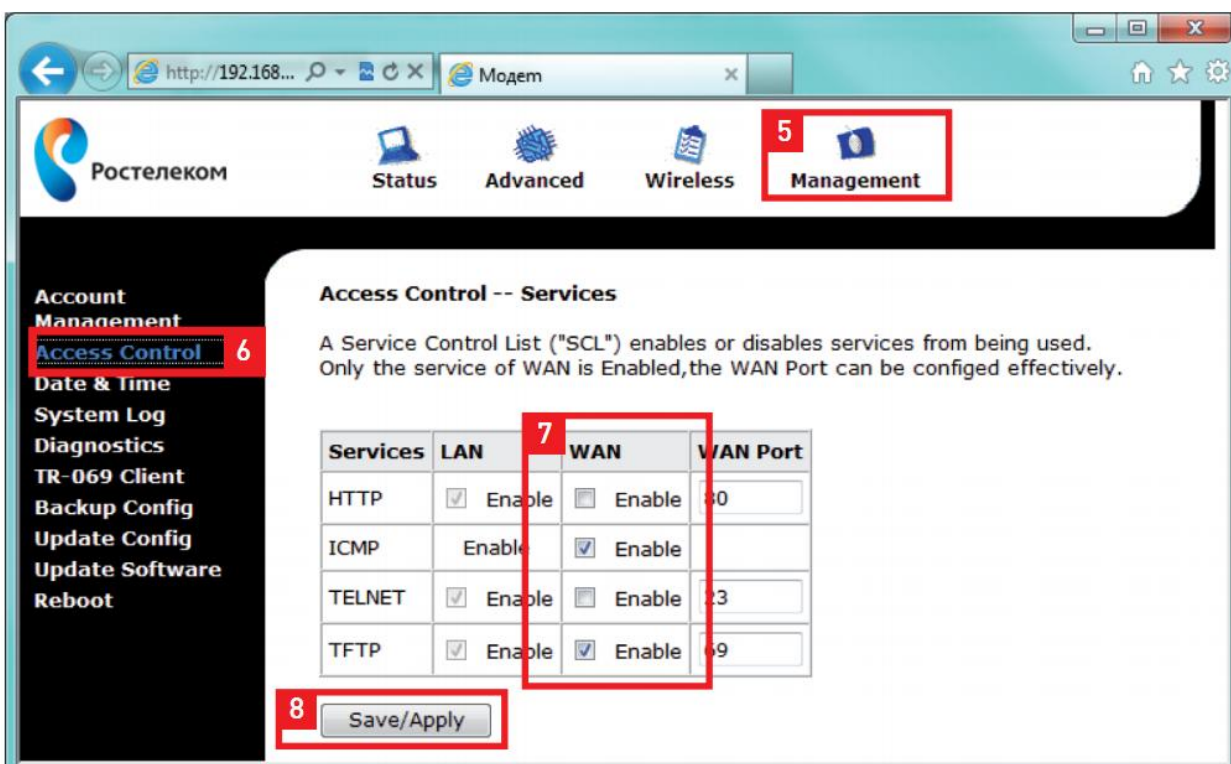 http://192.168...
Модем
Ростелеком
Status
Advanced
Wireless
5
Management
Account
Management
Access Control
6
Date & Time
System Log
Diagnostics
TR-069 Client
Backup Config
Update Config
Update Software
Reboot
Access Control -- Services
A Service Control List ("SCL") enables or disables services from being used.
Only the service of WAN is Enabled,the WAN Port can be configed effectively.
7
Services LAN WAN WAN Port
HTTP Enable Enable 80
ICMP Enable Enable
TELNET Enable Enable 23
TFTP Enable Enable 69
8
Save/Apply